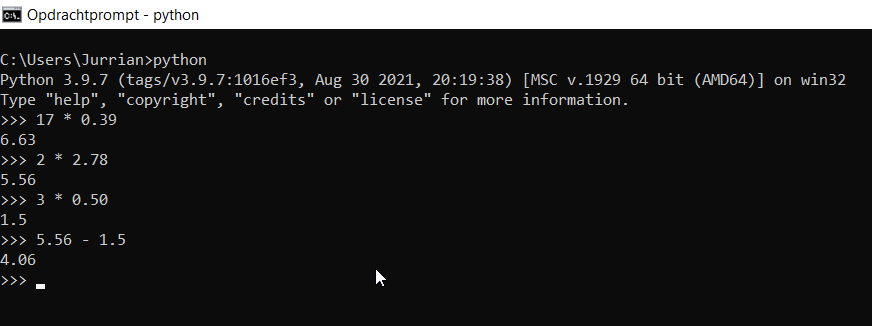 Opdrachtprompt - python
C:\Users\Jurrian>python
Python 3.9.7 (tags/v3.9.7:1016ef3, Aug 30 2021, 20:19:38) [MSC v.1929 64 bit (AMD64)] on win32
Type "help", "copyright", "credits" or "license" for more information.
>>> 17 * 0.39
6.63
>>> 2 * 2.78
5.56
>>> 3 * 0.50
1.5
>>> 5.56 - 1.5
4.06
>>>